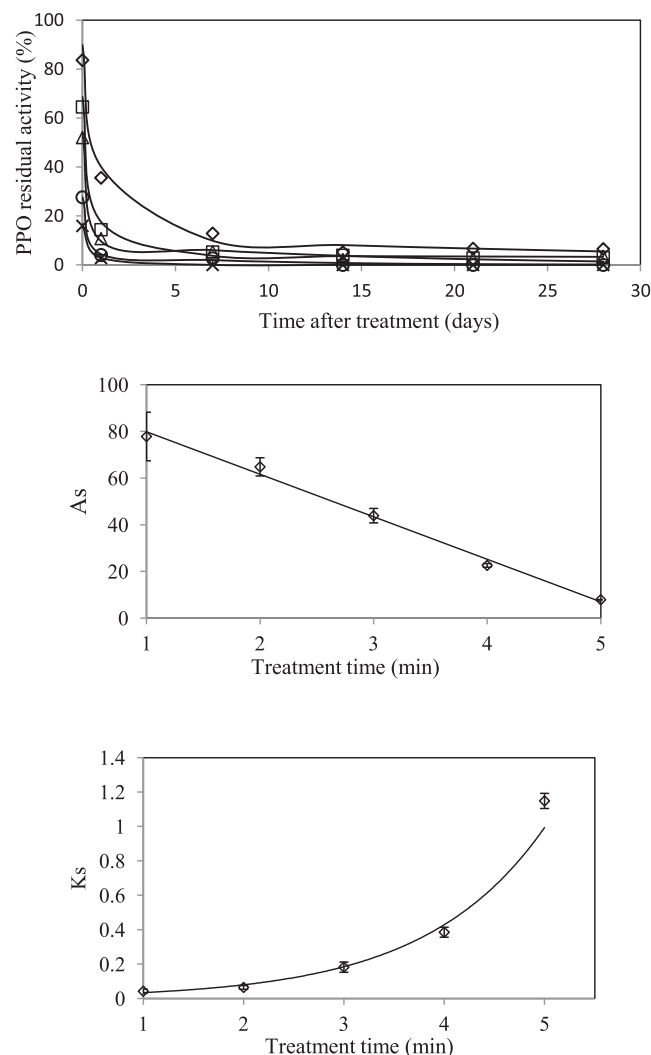 100
80
60
40
20
0
PPO residual activity (%)
0 5 10 15 20 25 30
Time after treatment (days)
100
80
60
40
20
0
As
1 2 3 4 5
Treatment time (min)
1.4
1.2
1
0.8
0.6
0.4
0.2
0
Ks
1 2 3 4 5
Treatment time (min)